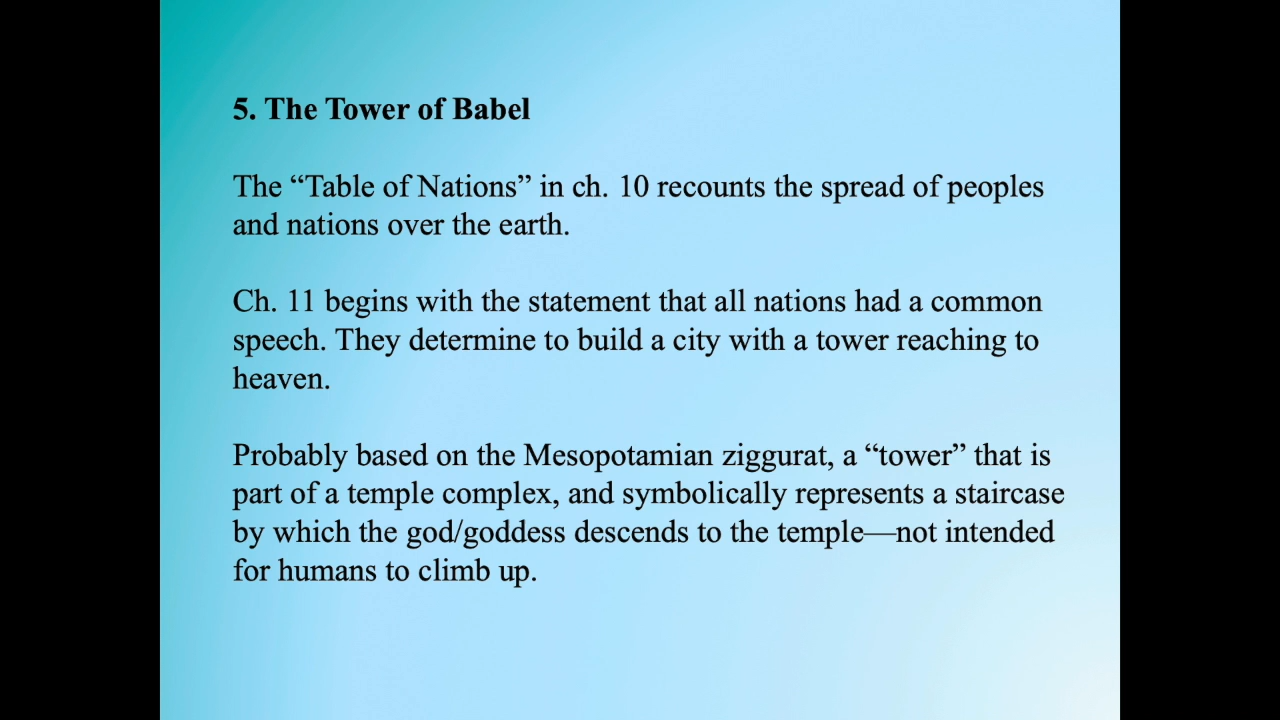 5. The Tower of Babel
The “Table of Nations” in ch. 10 recounts the spread of peoples
and nations over the earth.
Ch. 11 begins with the statement that all nations had a common
speech. They determine to build a city with a tower reaching to
heaven.
Probably based on the Mesopotamian ziggurat, a “tower” that is
part of a temple complex, and symbolically represents a staircase
by which the god/goddess descends to the temple—not intended
for humans to climb up.